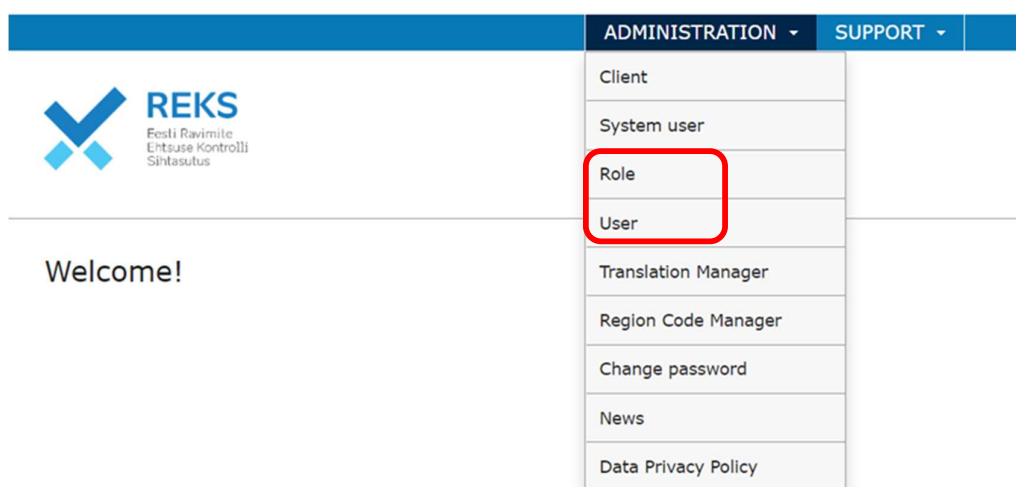 ADMINISTRATION
SUPPORT
REKS
Eesti Ravimite
Ehtsuse Kontrolli
Sihtasutus
Client
System user
Role
User
Welcome!
Translation Manager
Region Code Manager
Change password
News
Data Privacy Policy